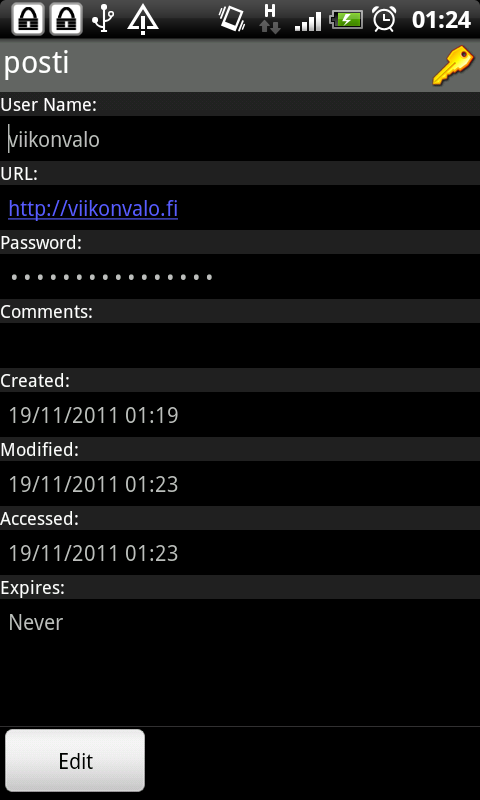 H
01:24
posti
User Name:
viikonvalo
URL:
http://viikonvalo.fi
Password:
••••••••••••••••
Comments:
Created:
19/11/2011 01:19
Modified:
19/11/2011 01:23
Accessed:
19/11/2011 01:23
Expires:
Never
Edit